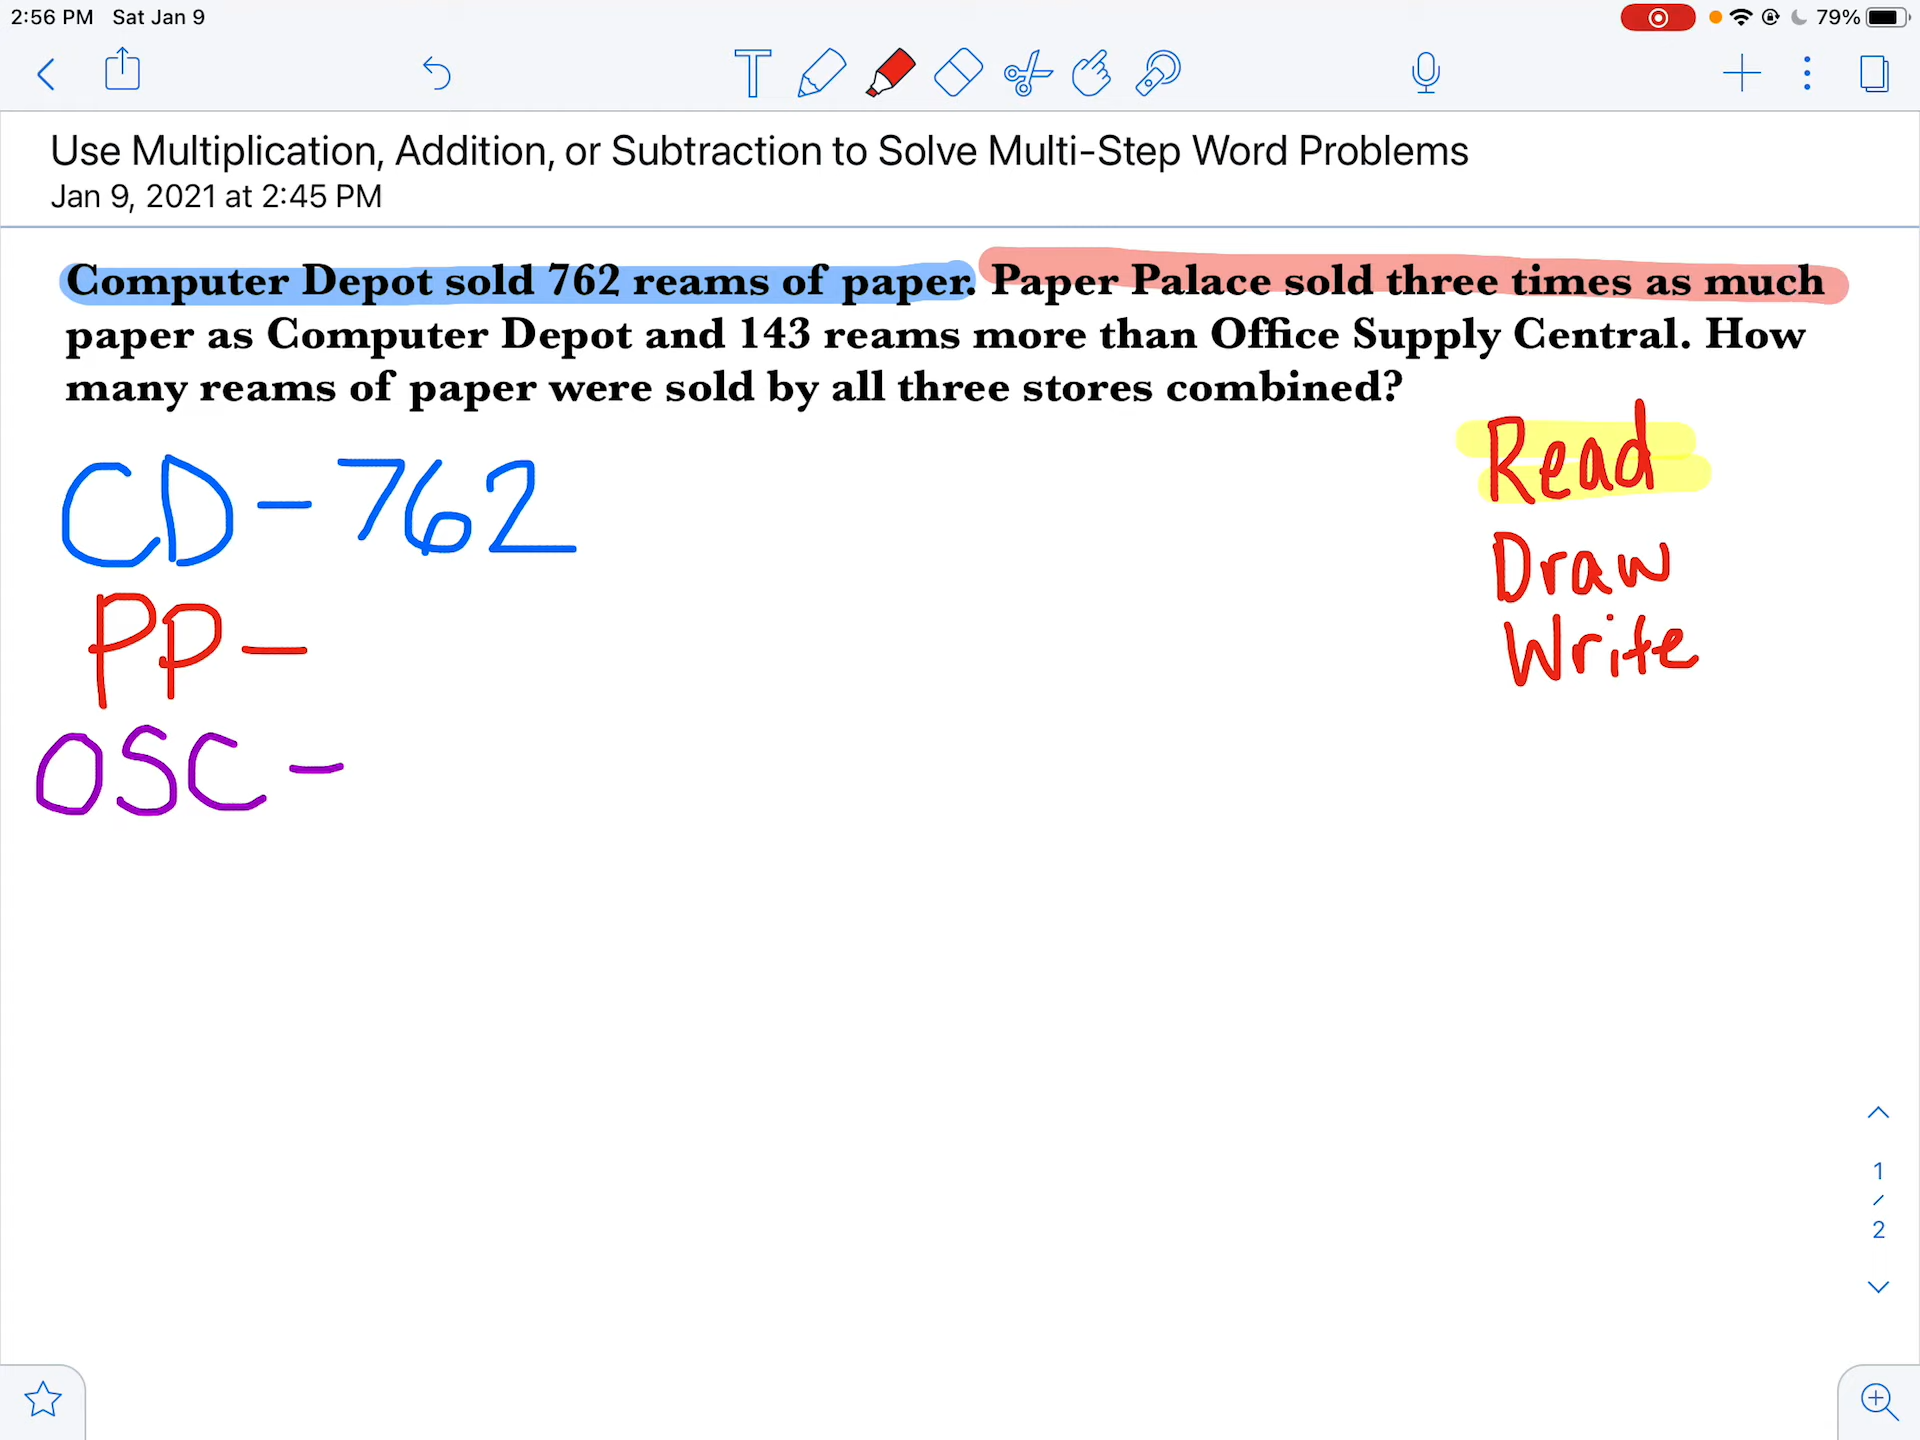 2:56 PM Sat Jan 9
79%
Use Multiplication, Addition, or Subtraction to Solve Multi-Step Word Problems
Jan 9, 2021 at 2:45 PM
Computer Depot sold 762 reams of paper. Paper Palace sold three times as much
paper as Computer Depot and 143 reams more than Office Supply Central. How
many reams of paper were sold by all three stores combined?
Read
Draw
Write
CD - 762
PP -
OSC -
1
/
2